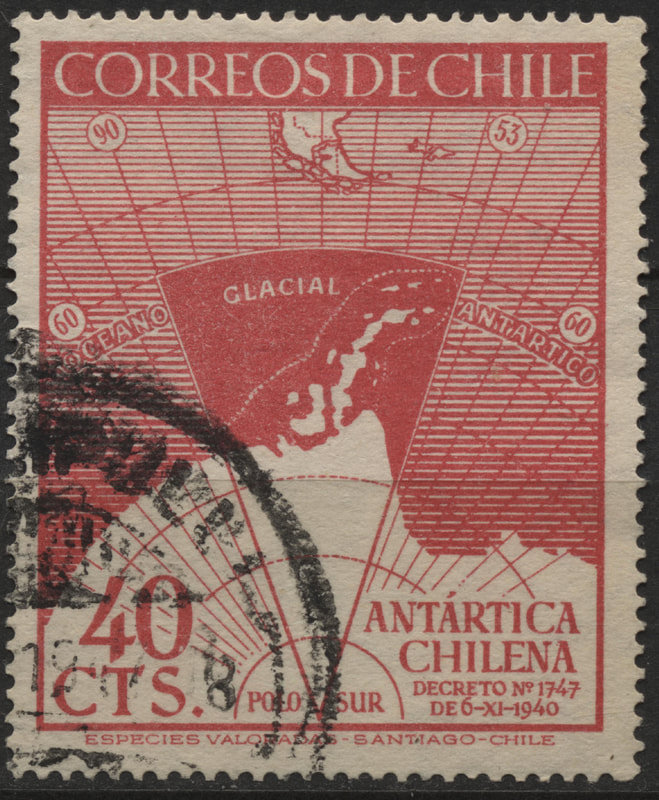 CORREOS DE CHILE
90
53
GLACIAL
60
OCEANO
ANTARTICO
60
40
CTS.
ANTÁRTICA
CHILENA
DECRETO Nº 1747
DE 6-XI-1940
POLO SUR
ESPECIES VALORADAS - SANTIAGO - CHILE